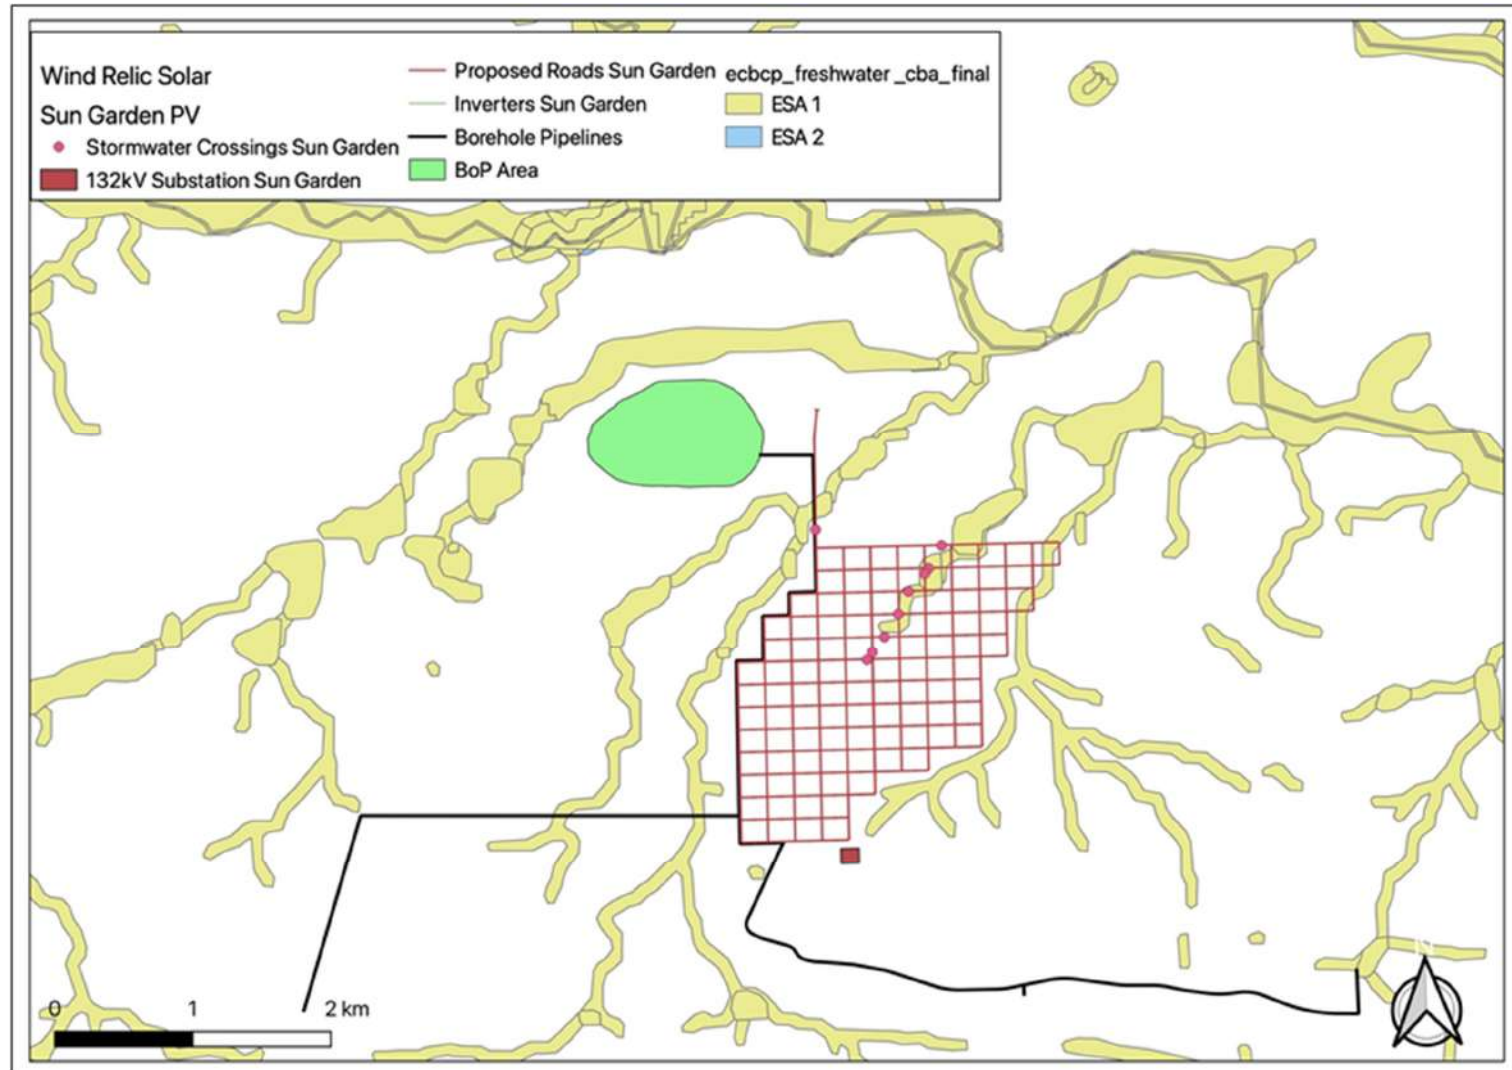 Wind Relic Solar
Sun Garden PV
Stormwater Crossings Sun Garden
132kV Substation Sun Garden
Proposed Roads Sun Garden
Inverters Sun Garden
Borehole Pipelines
BoP Area
ecbcp_freshwater _cba_final
ESA 1
ESA 2
N
0 1 2 km